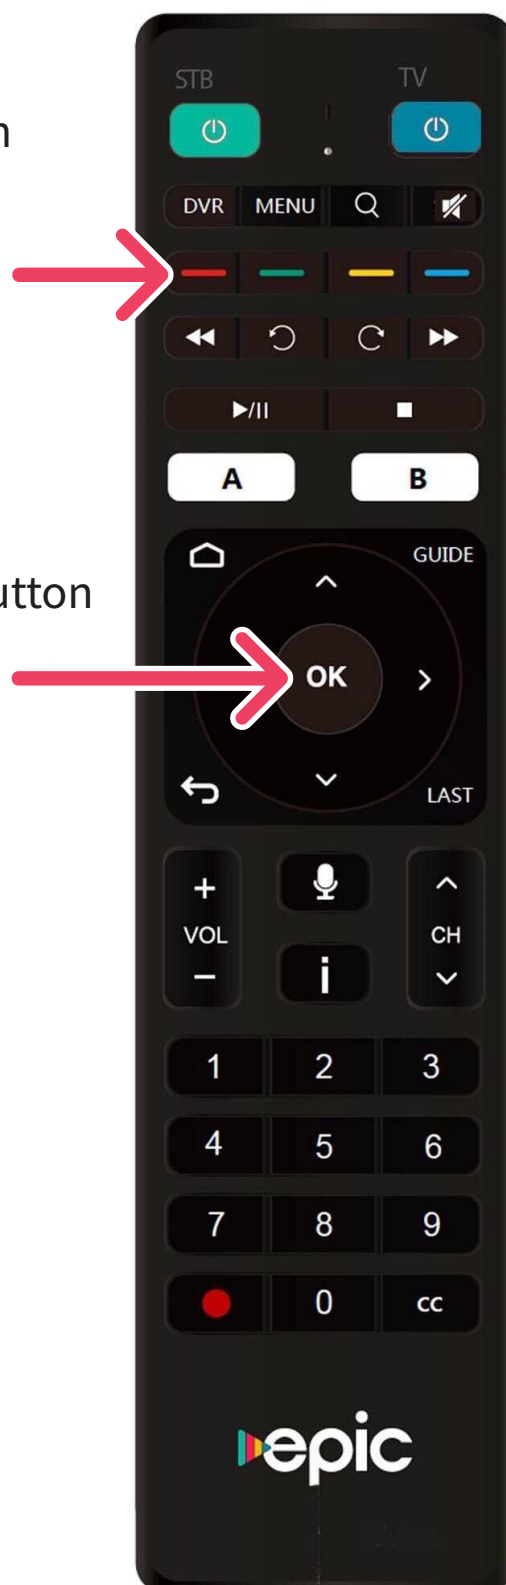 STB TV
n
DVR MENU
▶/II
A B
GUIDE
utton
OK
LAST
+
VOL CH
−
i
1 2 3
4 5 6
7 8 9
0 cc
epic